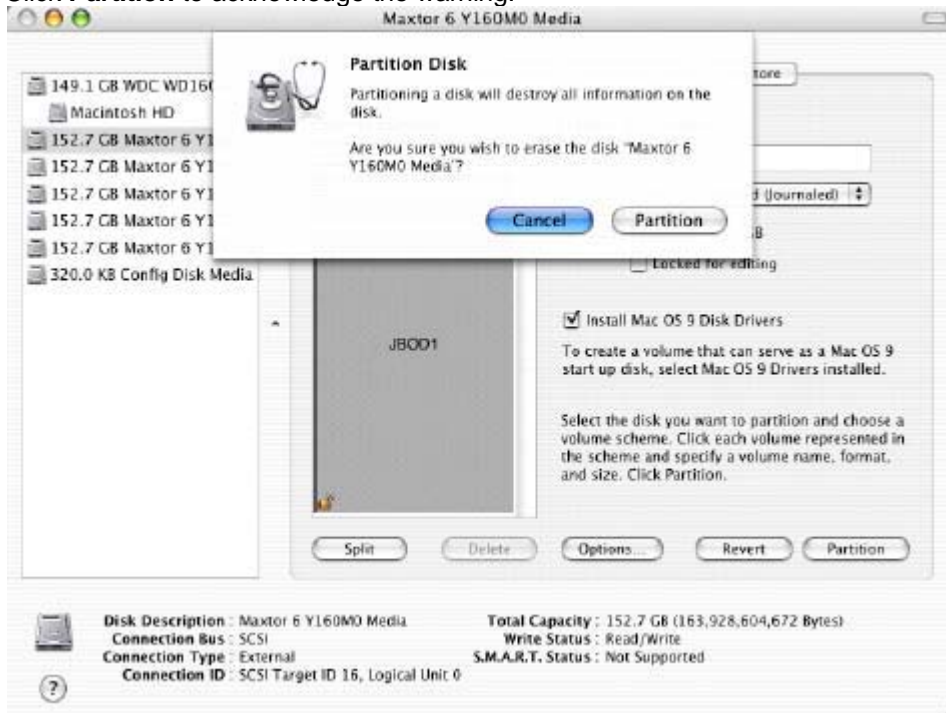 Click Partition to acknowledge the warning.
Maxtor 6 Y160M0 Media
Partition Disk
Partitioning a disk will destroy all information on the
disk.
Are you sure you wish to erase the disk "Maxtor 6
Y160M0 Media"?
Cancel
Partition
149.1 GB WDC WD16
Macintosh HD
152.7 GB Maxtor 6 Y1
152.7 GB Maxtor 6 Y1
152.7 GB Maxtor 6 Y1
152.7 GB Maxtor 6 Y1
152.7 GB Maxtor 6 Y1
320.0 KB Config Disk Media
tore
(Journaled)
Locked for editing
JBOD1
Install Mac OS 9 Disk Drivers
To create a volume that can serve as a Mac OS 9
start up disk, select Mac OS 9 Drivers installed.
Select the disk you want to partition and choose a
volume scheme. Click each volume represented in
the scheme and specify a volume name, format,
and size. Click Partition.
Split
Delete
Options...
Revert
Partition
Disk Description : Maxtor 6 Y160M0 Media
Connection Bus : SCSI
Connection Type : External
Connection ID : SCSI Target ID 16, Logical Unit 0
Total Capacity : 152.7 GB (163,928,604,672 Bytes)
Write Status : Read/Write
S.M.A.R.T. Status : Not Supported
?